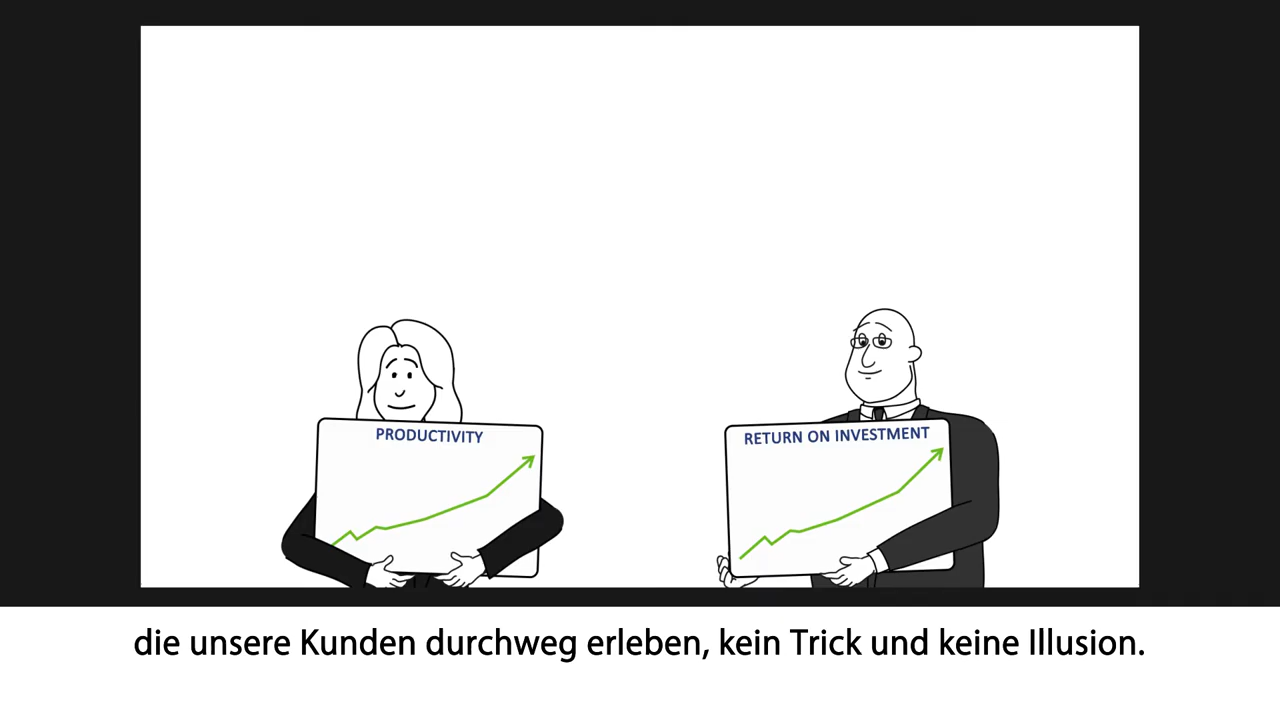 PRODUCTIVITY
RETURN ON INVESTMENT
die unsere Kunden durchweg erleben, kein Trick und keine Illusion.